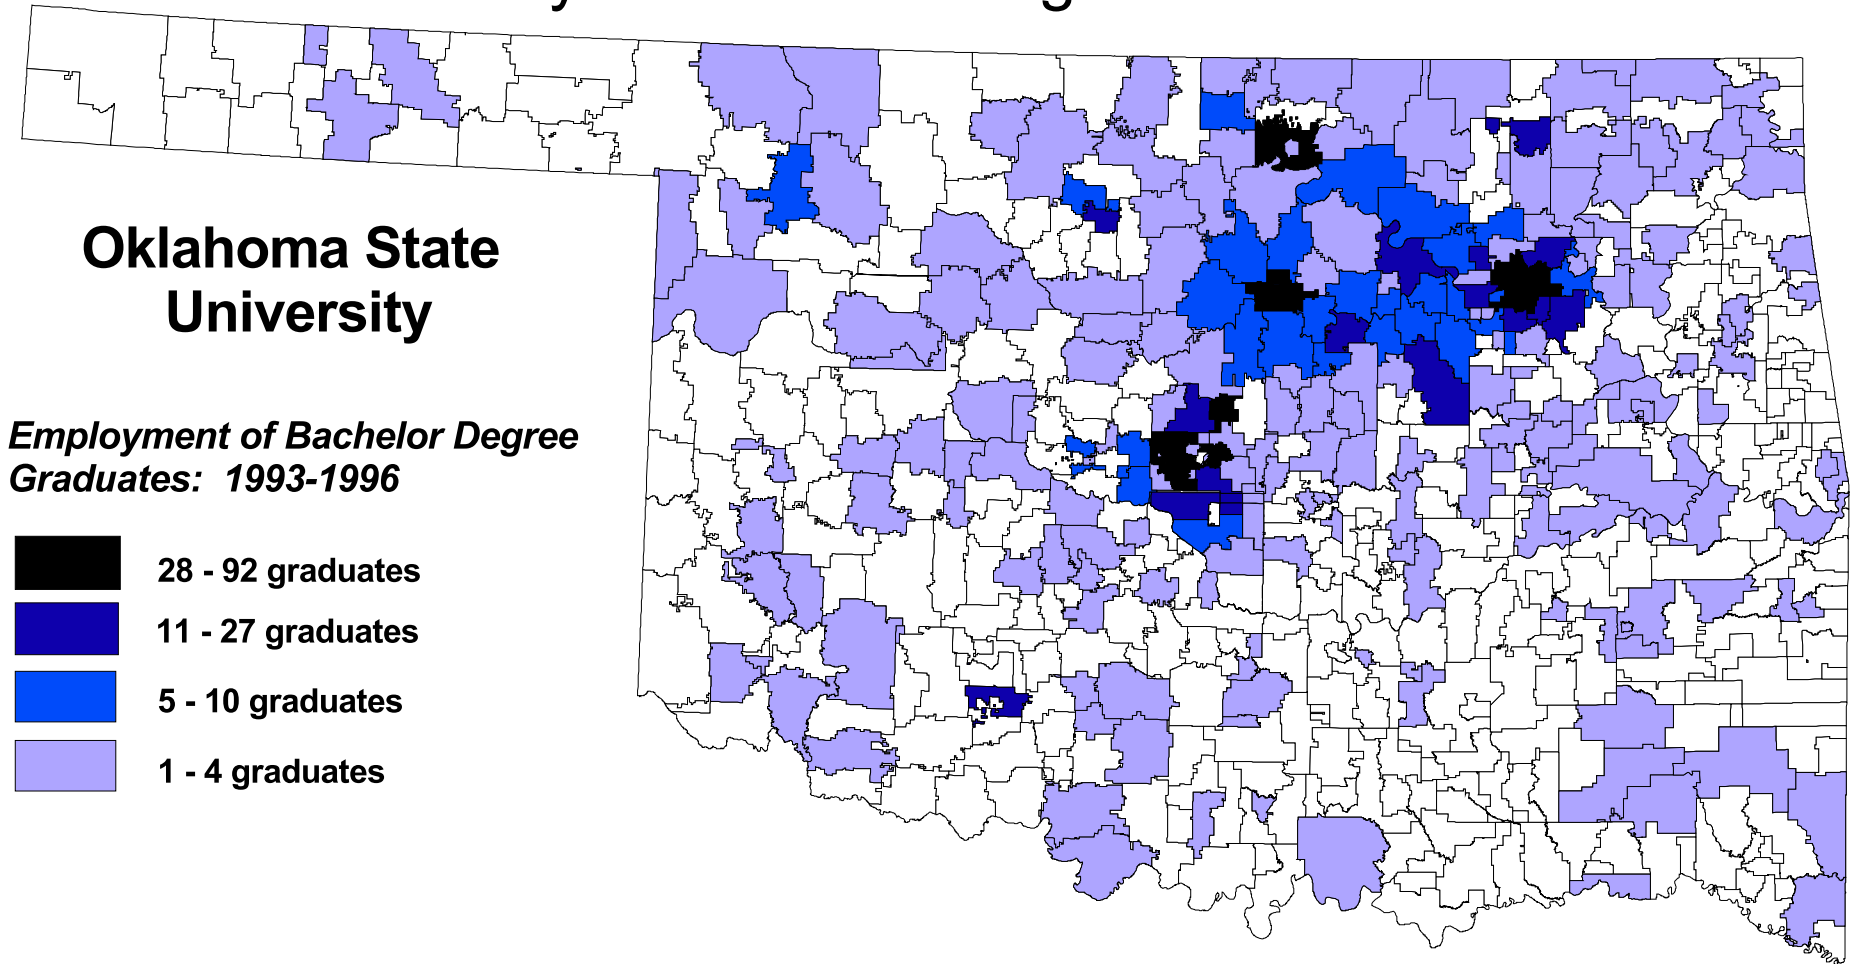 Oklahoma State
University
Employment of Bachelor Degree
Graduates: 1993-1996
28 - 92 graduates
11 - 27 graduates
5 - 10 graduates
1 - 4 graduates